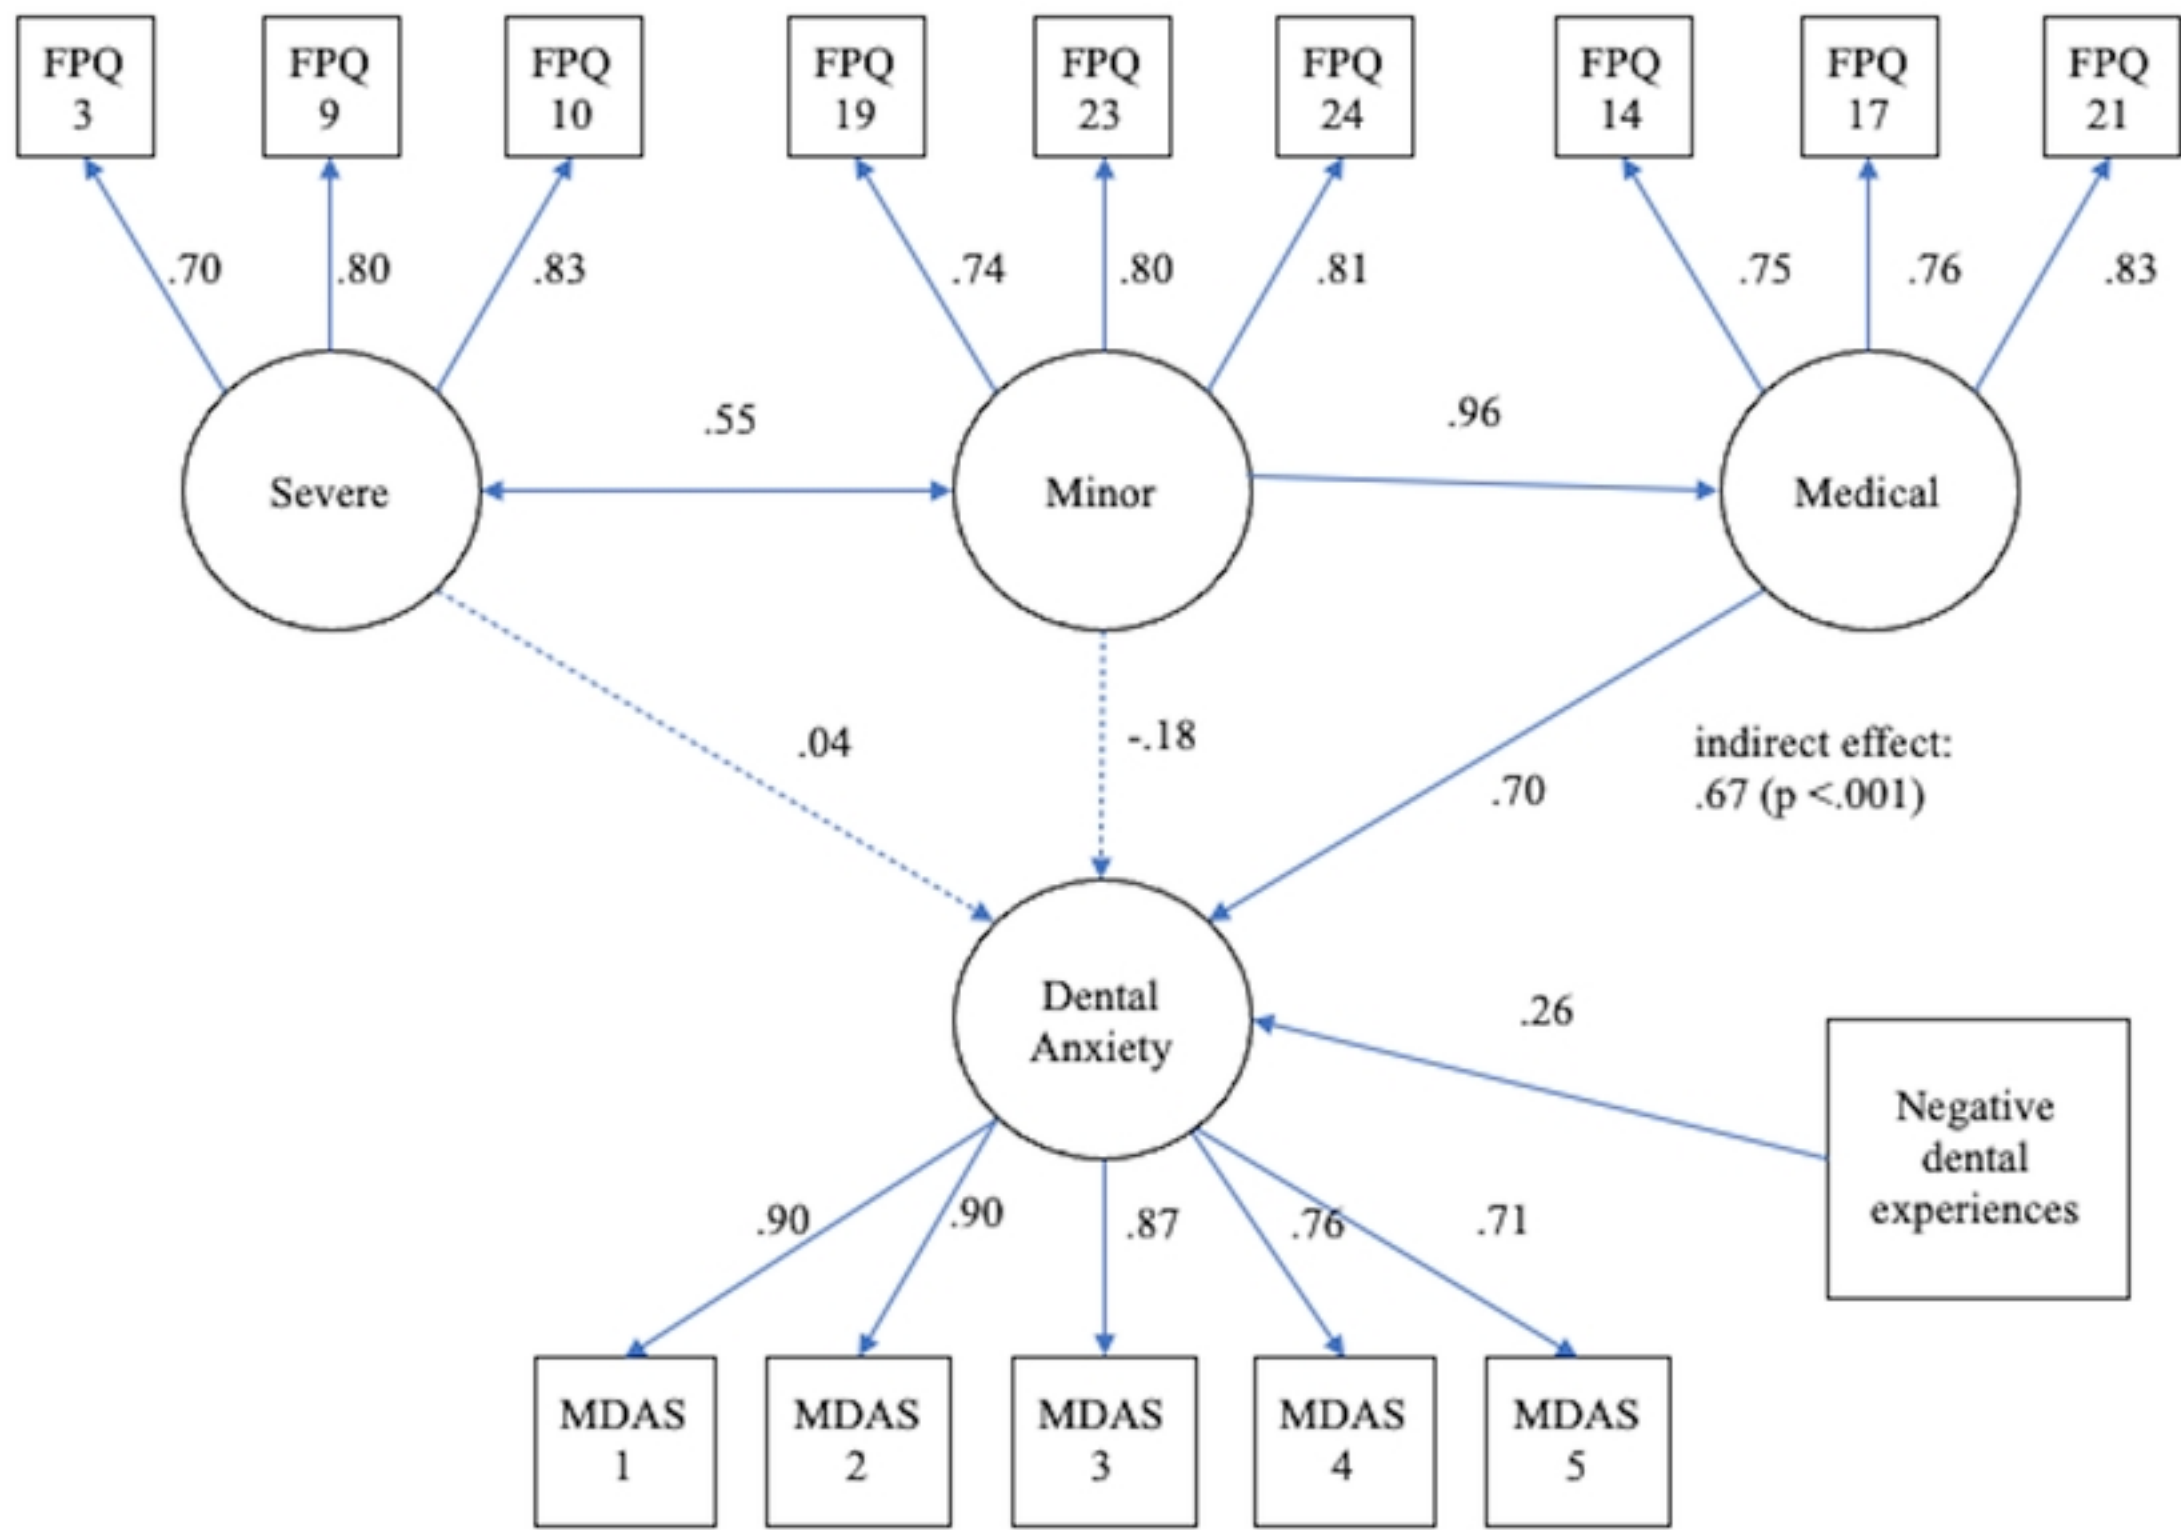 FPQ
3
FPQ
9
FPQ
10
FPQ
19
FPQ
23
FPQ
24
FPQ
14
FPQ
17
FPQ
21
.70
.80
.83
.74
.80
.81
.75
.76
.83
.55
.96
Severe
Minor
Medical
.04
-.18
.70
indirect effect:
.67 (p <.001)
Dental
Anxiety
.26
Negative
dental
experiences
.90
.90
.87
.76
.71
MDAS
1
MDAS
2
MDAS
3
MDAS
4
MDAS
5